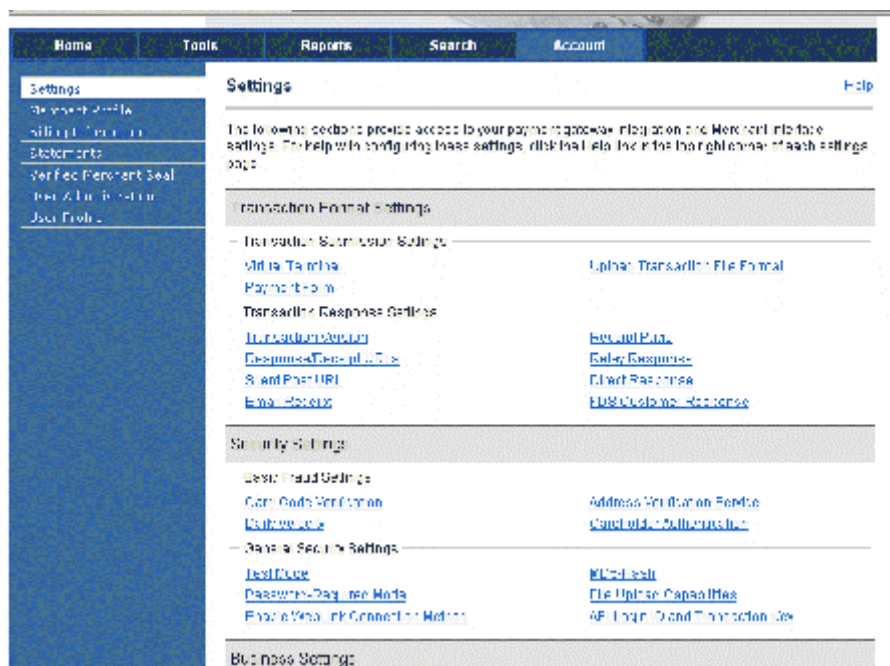 Home Tools Reports Search Account
Settings
Merchant Profile
Statements
Verified Merchant Seal
User Administration
User Profile
Settings Help
The following sections provide access to your payment gateway integration and Merchant Interface
settings. For help with configuring these settings, click the Help link in the top right corner of each settings
page.
Transaction Format Settings
Transaction Submission Settings
Virtual Terminal Upload Transaction File Format
Payment Form
Transaction Response Settings
Transaction Version Receipt Page
Response/Receipt URLs Relay Response
Silent Post URL Direct Response
Email Receipt FDS Customer Response
Security Settings
Basic Fraud Settings
Card Code Verification Address Verification Service
Daily Velocity Cardholder Authentication
General Security Settings
Test Mode MD5-Hash
Password-Required Mode File Upload Capabilities
Enable WebLink Connection Method API Login ID and Transaction Key
Business Settings